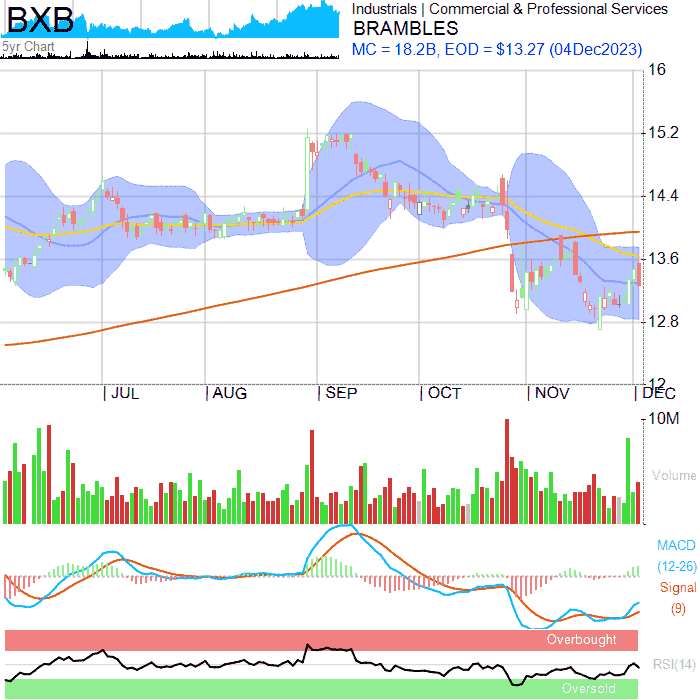 BXB
5yr Chart
Industrials | Commercial & Professional Services
BRAMBLES
MC = 18.2B, EOD = $13.27 (04Dec2023)
16
15.2
14.4
13.6
12.8
12
JUL
AUG
SEP
OCT
NOV
DEC
10M
Volume
MACD
(12-26)
Signal
(9)
Overbought
RSI(14)
Oversold